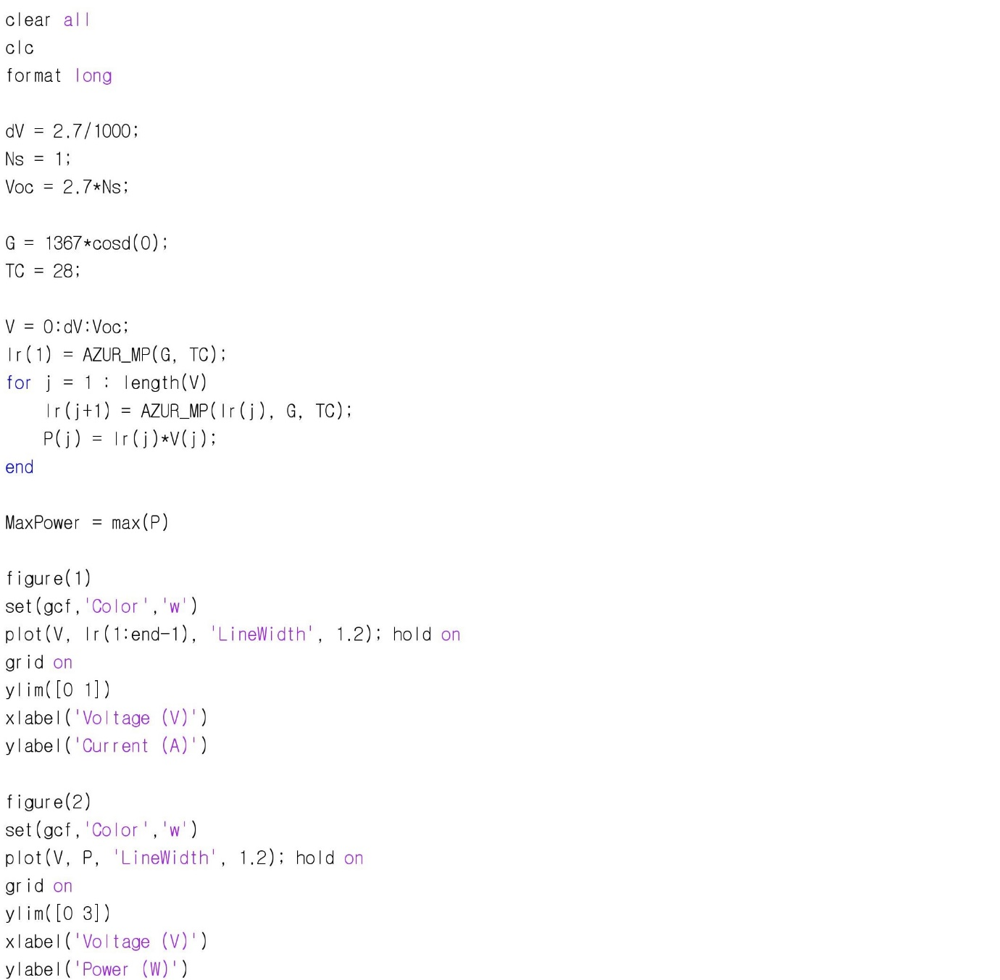 clear all
clc
format long
dV = 2.7/1000;
Ns = 1;
Voc = 2.7*Ns;
G = 1367*cosd(0);
TC = 28;
V = 0:dV:Voc;
Ir(1) = AZUR_MP(G, TC);
for j = 1 : length(V)
    Ir(j+1) = AZUR_MP(Ir(j), G, TC);
    P(j) = Ir(j)*V(j);
end
MaxPower = max(P)
figure(1)
set(gcf,'Color','w')
plot(V, Ir(1:end-1), 'LineWidth', 1.2); hold on
grid on
ylim([0 1])
xlabel('Voltage (V)')
ylabel('Current (A)')
figure(2)
set(gcf,'Color','w')
plot(V, P, 'LineWidth', 1.2); hold on
grid on
ylim([0 3])
xlabel('Voltage (V)')
ylabel('Power (W)')